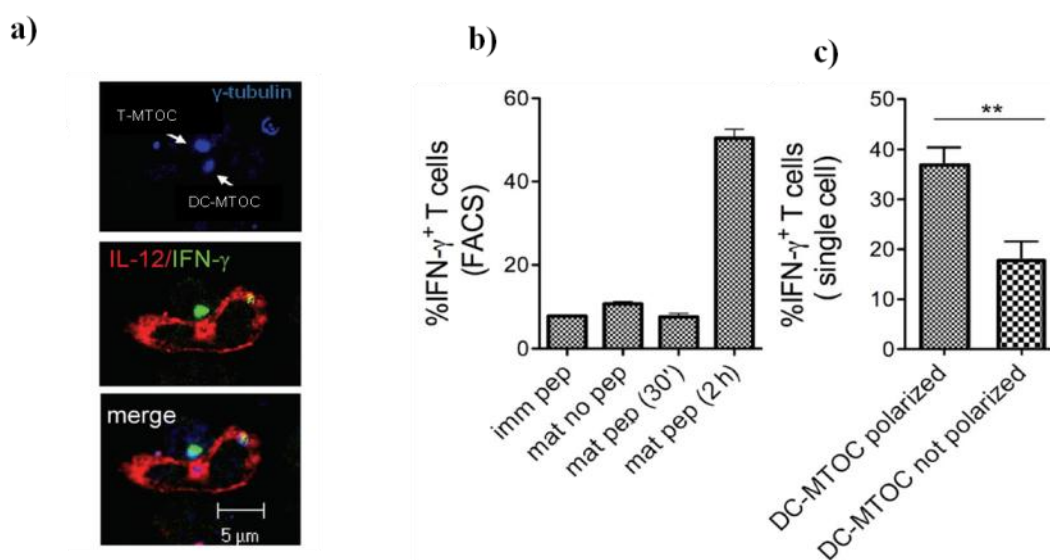 a)
γ-tubulin
T-MTOC
DC-MTOC
IL-12/IFN-γ
merge
5 μm
b)
%IFN-γ+ T cells
(FACS)
60
40
20
0
imm pep
mat no pep
mat pep (30')
mat pep (2 h)
c)
%IFN-γ+ T cells
( single cell)
50
40
30
20
10
0
**
DC-MTOC polarized
DC-MTOC not polarized